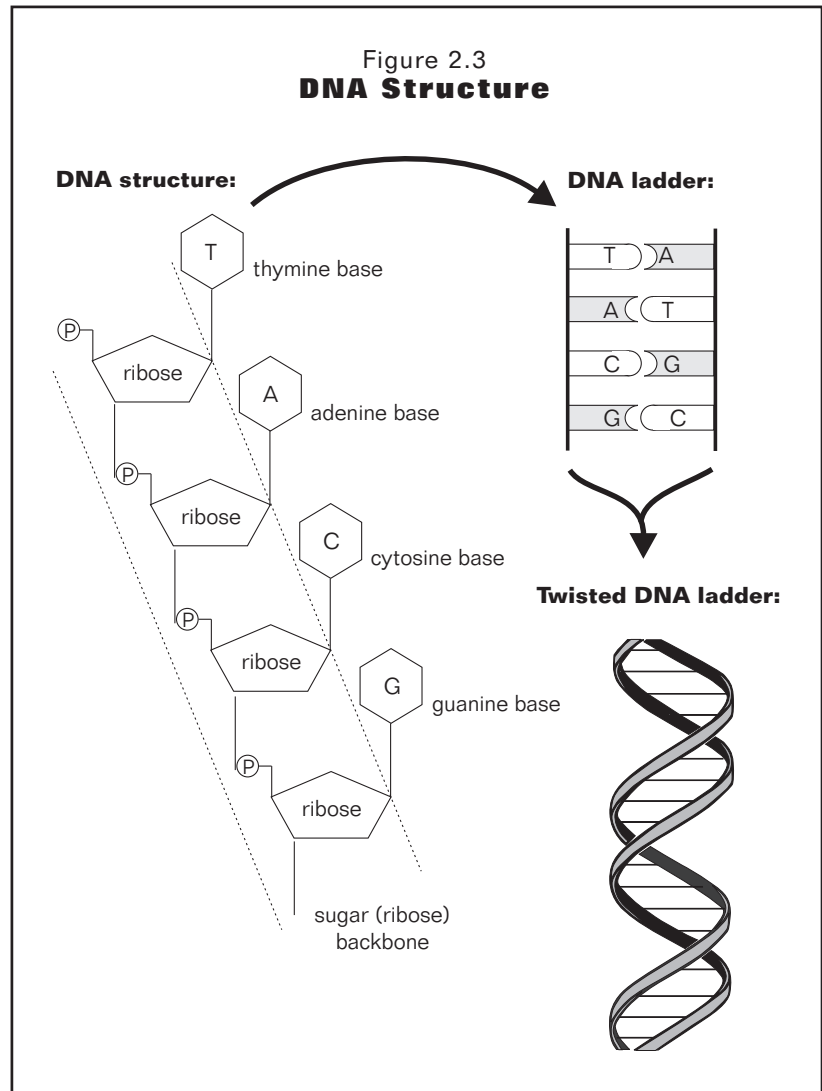 Figure 2.3
DNA Structure
DNA structure:
T
thymine base
P
ribose
A
adenine base
P
ribose
C
cytosine base
P
ribose
G
guanine base
P
ribose
sugar (ribose)
backbone
DNA ladder:
T A
A T
C G
G C
Twisted DNA ladder: